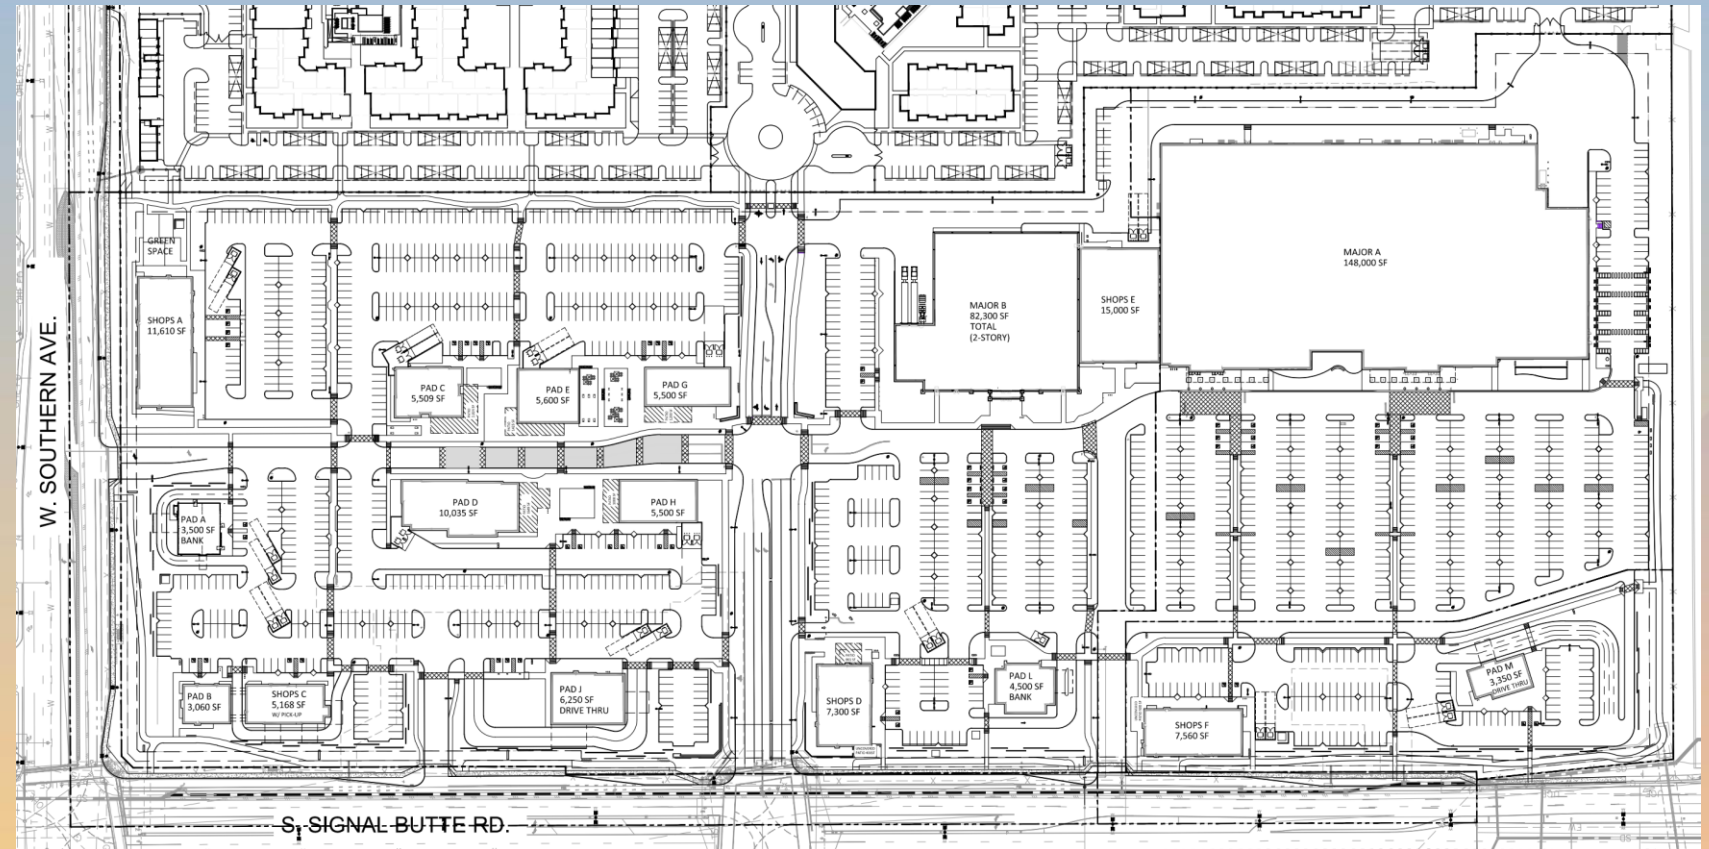 GREEN
SPACE
SHOPS A
11,610 SF
MAJOR A
148,000 SF
MAJOR B
82,300 SF
TOTAL
(2-STORY)
SHOPS E
15,000 SF
PAD C
5,509 SF
PAD E
5,600 SF
PAD G
5,500 SF
W. SOUTHERN AVE.
PAD A
3,500 SF
BANK
PAD D
10,035 SF
PAD H
5,500 SF
PAD B
3,060 SF
SHOPS C
5,168 SF
W/ PICK-UP
PAD J
6,250 SF
DRIVE THRU
SHOPS D
7,300 SF
PAD L
4,500 SF
BANK
SHOPS F
7,560 SF
PAD M
3,350 SF
DRIVE THRU
S. SIGNAL BUTTE RD.